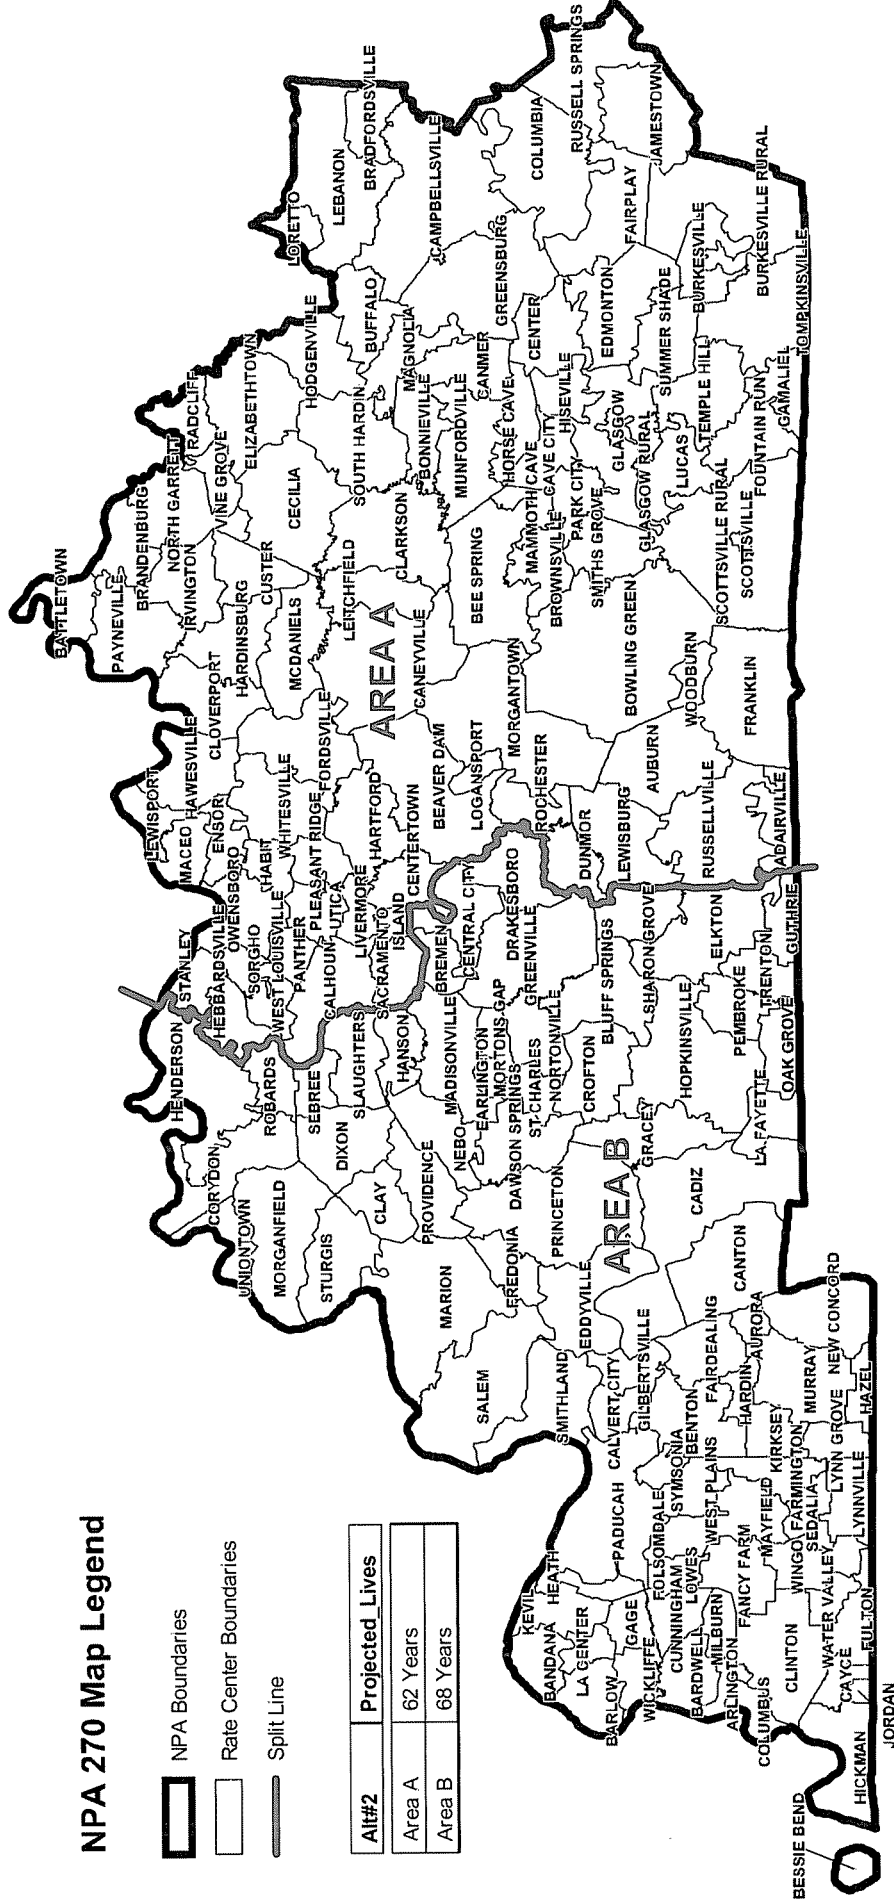 NPA 270 Map Legend
NPA Boundaries
Rate Center Boundaries
Split Line
Alt#2 Projected_Lives
Area A 62 Years
Area B 68 Years
AREA A
AREA B
BATTLETOWN
PAYNEVILLE
BRANDENBURG
NORTH GARRETT
RADCLIFF
IRVINGTON
VINE GROVE
ELIZABETHTOWN
LORETTO
LEBANON
BRADFORDSVILLE
HODGENVILLE
BUFFALO
CAMPBELLSVILLE
CECILIA
CUSTER
HARDINSBURG
CLOVERPORT
MCDANIELS
LEITCHFIELD
SOUTH HARDIN
MAGNOLIA
BONNIEVILLE
CLARKSON
MUNFORDVILLE
CANMER
GREENSBURG
COLUMBIA
RUSSELL SPRINGS
JAMESTOWN
FAIRPLAY
CENTER
EDMONTON
HORSE CAVE
HISEVILLE
CAVE CITY
MAMMOTH CAVE
BEE SPRING
BROWNSVILLE
PARK CITY
SMITHS GROVE
GLASGOW
GLASGOW RURAL
SUMMER SHADE
BURKESVILLE
BURKESVILLE RURAL
TEMPLE HILL
LUCAS
TOMPKINSVILLE
GAMALIEL
FOUNTAIN RUN
SCOTTSVILLE RURAL
SCOTTSVILLE
BOWLING GREEN
WOODBURN
FRANKLIN
AUBURN
MORGANTOWN
CANEYVILLE
FORDSVILLE
HAWESVILLE
LEWISPORT
MACEO
ENSOR
WHITESVILLE
HABIT
OWENSBORO
PLEASANT RIDGE
UTICA
HARTFORD
BEAVER DAM
LOGANSPORT
CENTERTOWN
ROCHESTER
LIVERMORE
ISLAND
SACRAMENTO
CALHOUN
PANTHER
WEST LOUISVILLE
SORGHO
STANLEY
HEBBARDSVILLE
HENDERSON
ROBARDS
SEBREE
SLAUGHTERS
DIXON
CORYDON
UNIONTOWN
MORGANFIELD
STURGIS
CLAY
PROVIDENCE
HANSON
MADISONVILLE
BREMEN
CENTRAL CITY
DRAKESBORO
GREENVILLE
DUNMOR
LEWISBURG
RUSSELLVILLE
ADAIRVILLE
EARLINGTON
MORTONS GAP
NEBO
DAWSON SPRINGS
ST CHARLES
NORTONVILLE
CROFTON
BLUFF SPRINGS
SHARON GROVE
ELKTON
GUTHRIE
TRENTON
PEMBROKE
HOPKINSVILLE
OAK GROVE
LA FAYETTE
GRACEY
CADIZ
CANTON
PRINCETON
FREDONIA
EDDYVILLE
MARION
SALEM
SMITHLAND
CALVERT CITY
GILBERTSVILLE
FAIRDEALING
AURORA
NEW CONCORD
HARDIN
BENTON
MURRAY
HAZEL
KIRKSEY
LYNN GROVE
SYMSONIA
WEST PLAINS
FARMINGTON
SEDALIA
LYNNVILLE
PADUCAH
FOLSOMDALE
MAYFIELD
WINGO
HEATH
KEVIL
BANDANA
LA CENTER
GAGE
CUNNINGHAM
LOWES
FANCY FARM
WATER VALLEY
FULTON
BARLOW
WICKLIFFE
BARDWELL
MILBURN
ARLINGTON
CLINTON
CAYCE
COLUMBUS
HICKMAN
JORDAN
BESSIE BEND